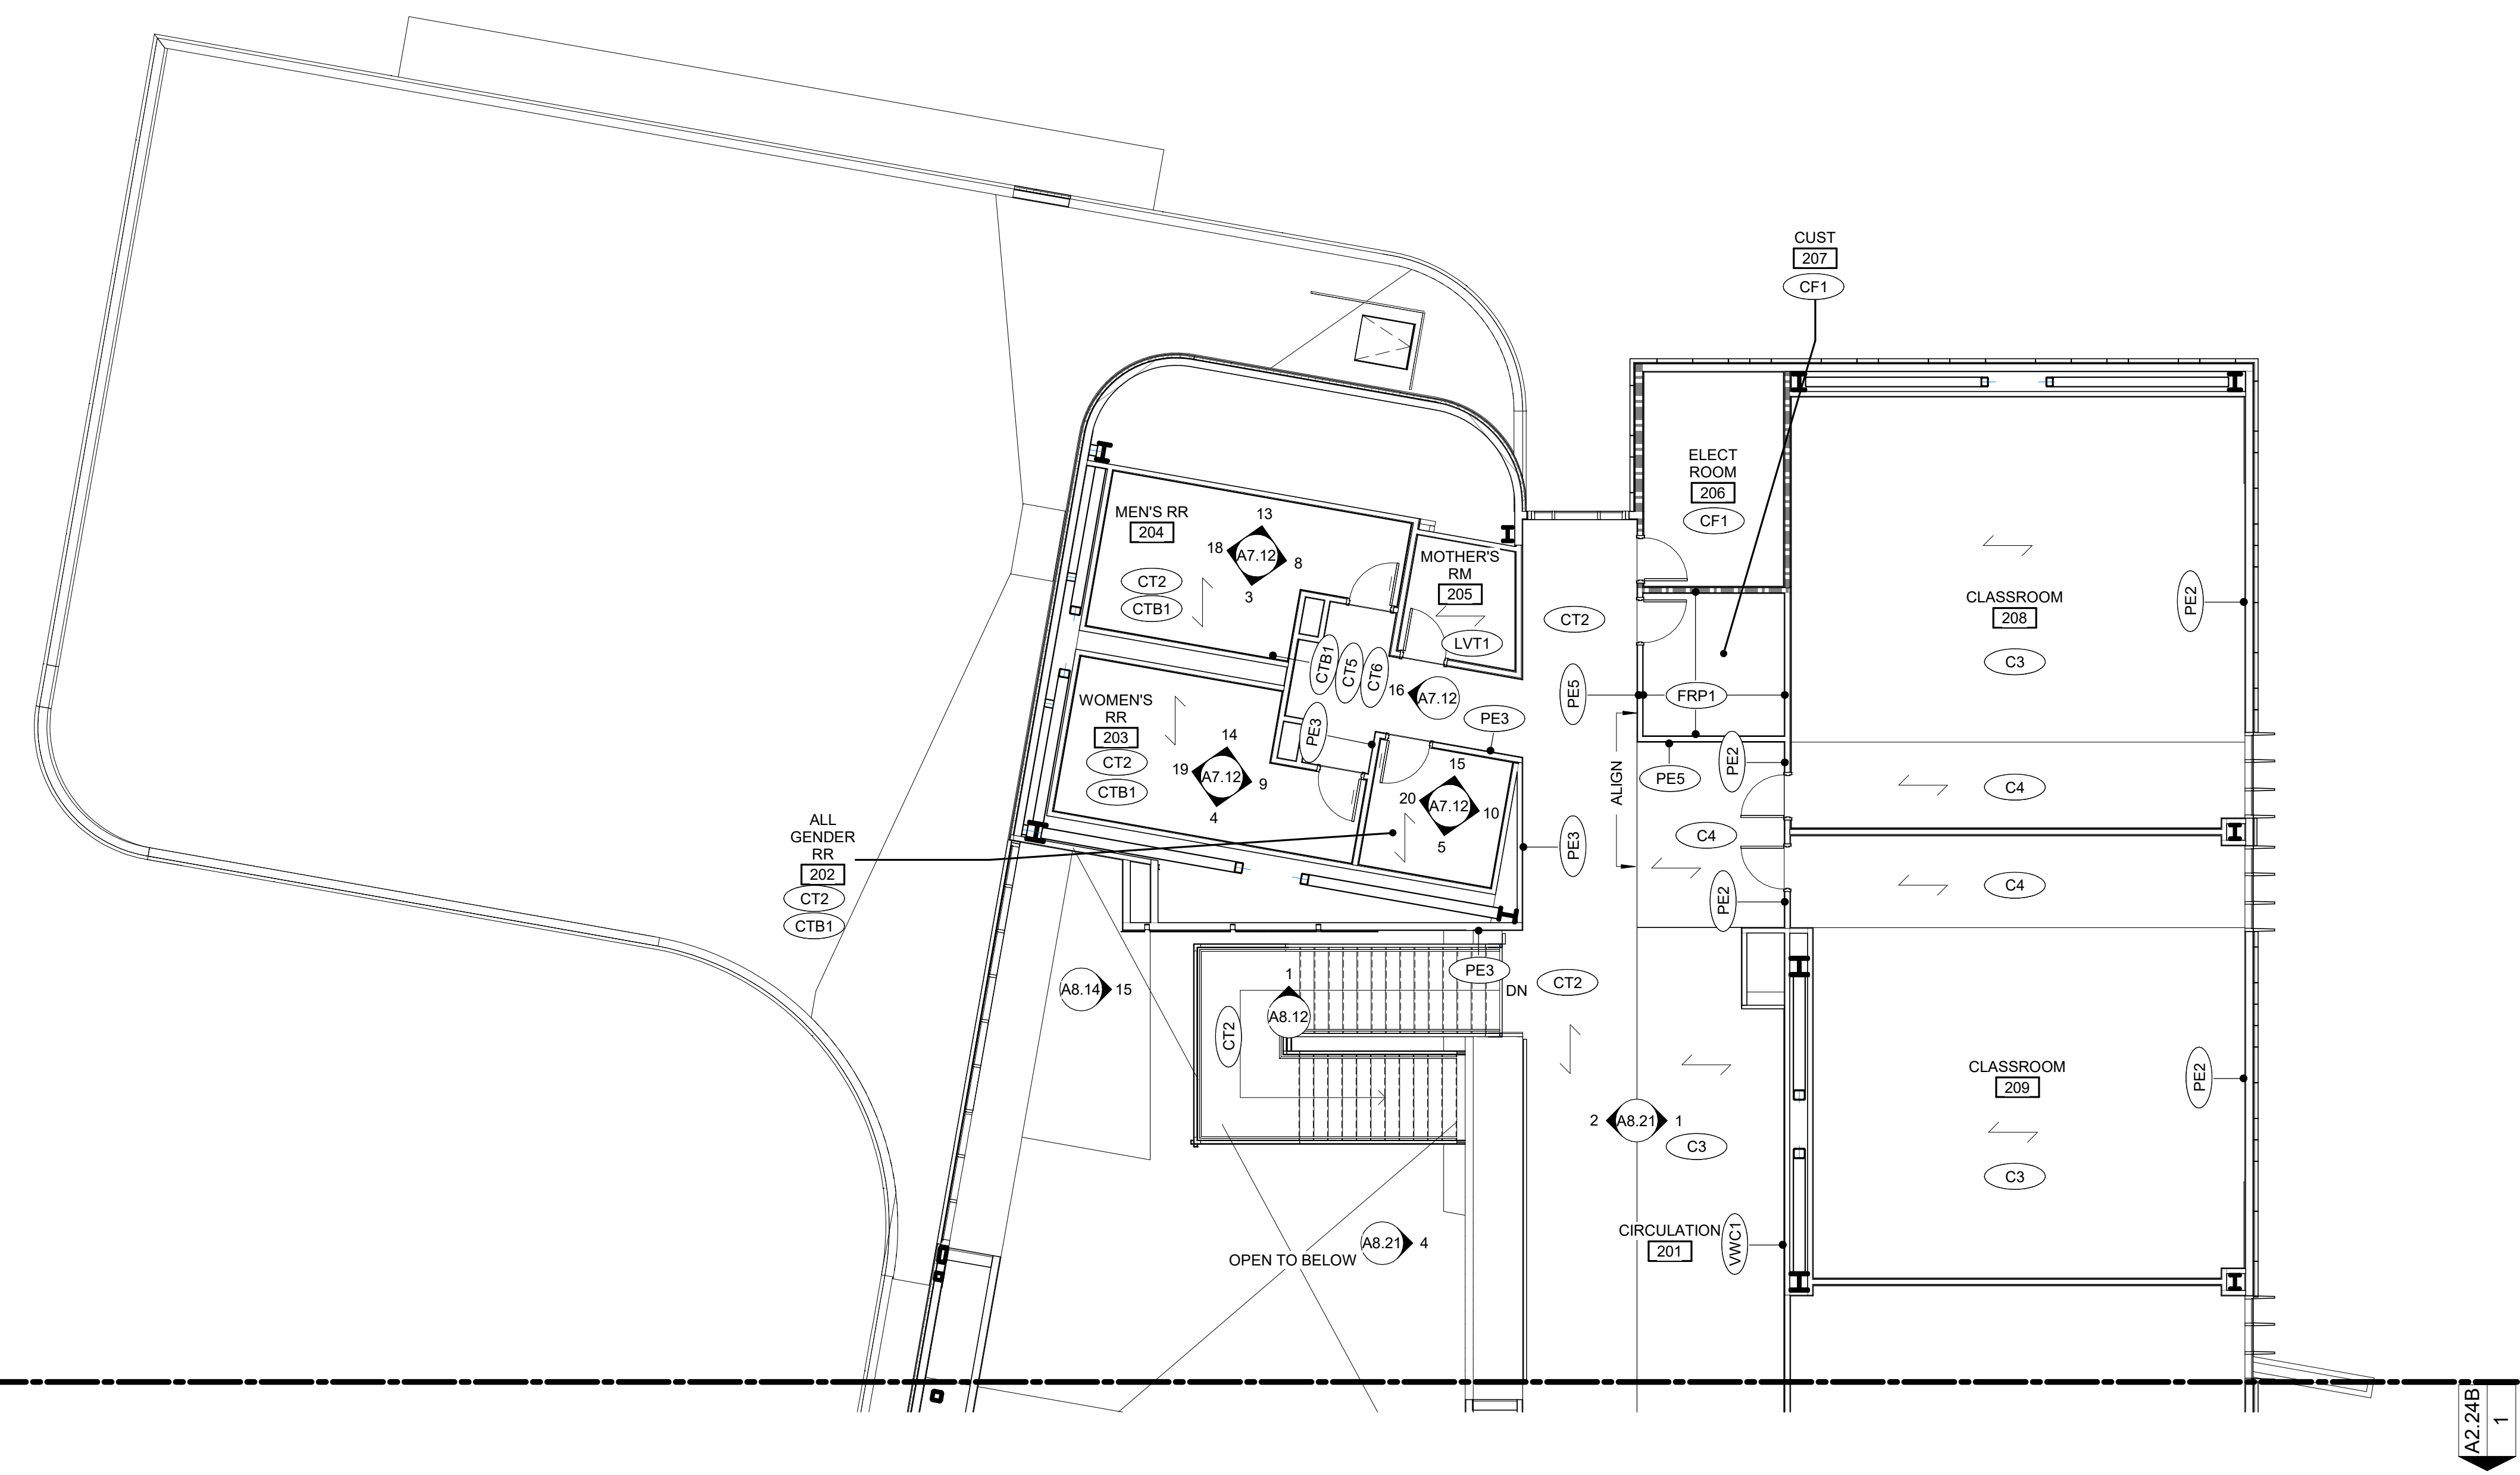 CUST
207
CF1
ELECT
ROOM
206
CF1
MEN'S RR
204
CT2
CTB1
13
18
A7.12
8
3
MOTHER'S
RM
205
LVT1
CT2
CLASSROOM
208
C3
PE2
CTB1
CT5
CT6
16
A7.12
PE5
FRP1
WOMEN'S
RR
203
CT2
CTB1
14
19
A7.12
9
4
PE3
PE3
15
20
A7.12
10
5
ALIGN
PE5
PE2
C4
C4
PE3
C4
PE2
ALL
GENDER
RR
202
CT2
CTB1
A8.14
15
1
A8.12
CT2
PE3
DN
CT2
CLASSROOM
209
C3
PE2
2
A8.21
1
C3
CIRCULATION
201
VWC1
OPEN TO BELOW
A8.21
4
A2.24B
1